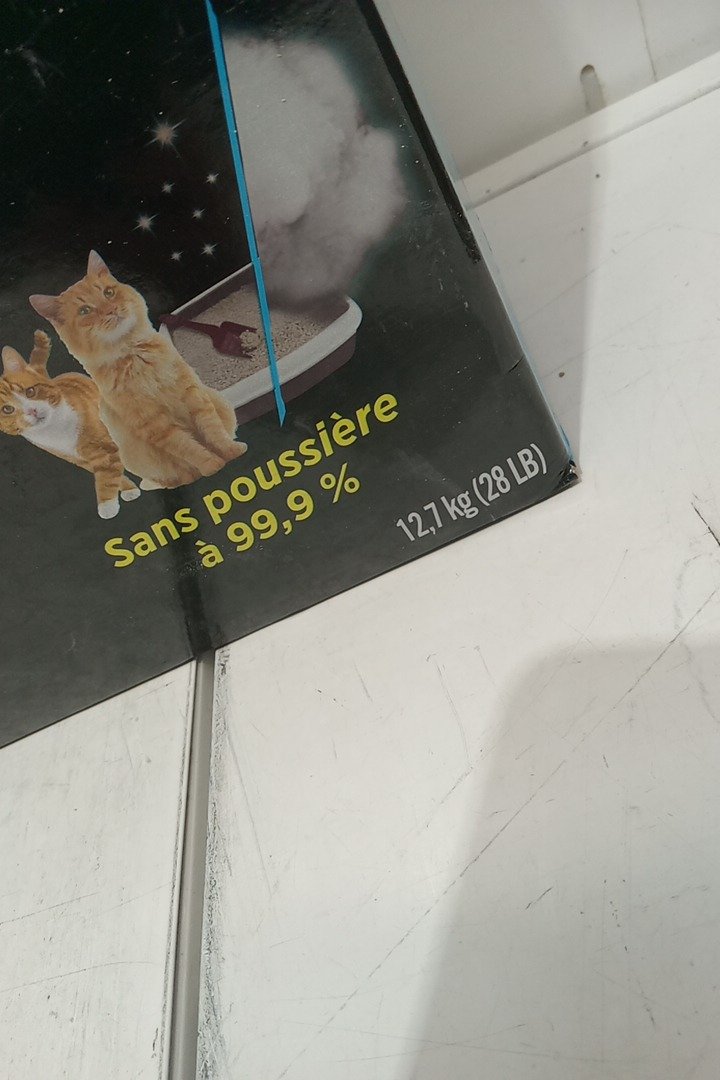 Sans poussière
à 99,9 %
12,7 kg (28 LB)